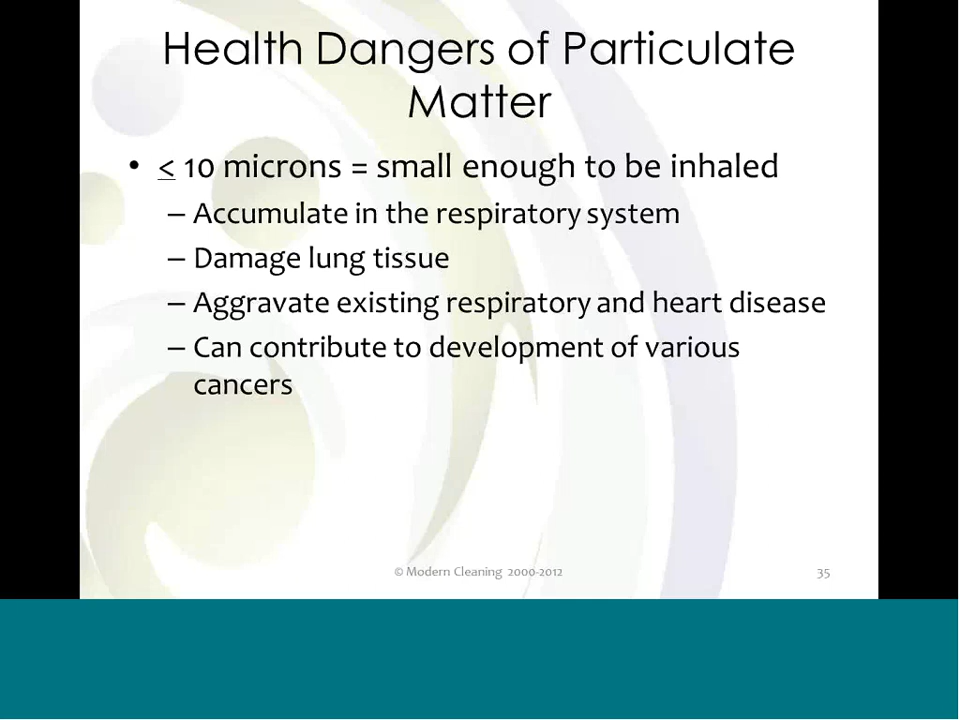 Health Dangers of Particulate
Matter
• < 10 microns = small enough to be inhaled
– Accumulate in the respiratory system
– Damage lung tissue
– Aggravate existing respiratory and heart disease
– Can contribute to development of various
cancers
© Modern Cleaning 2000-2012
35